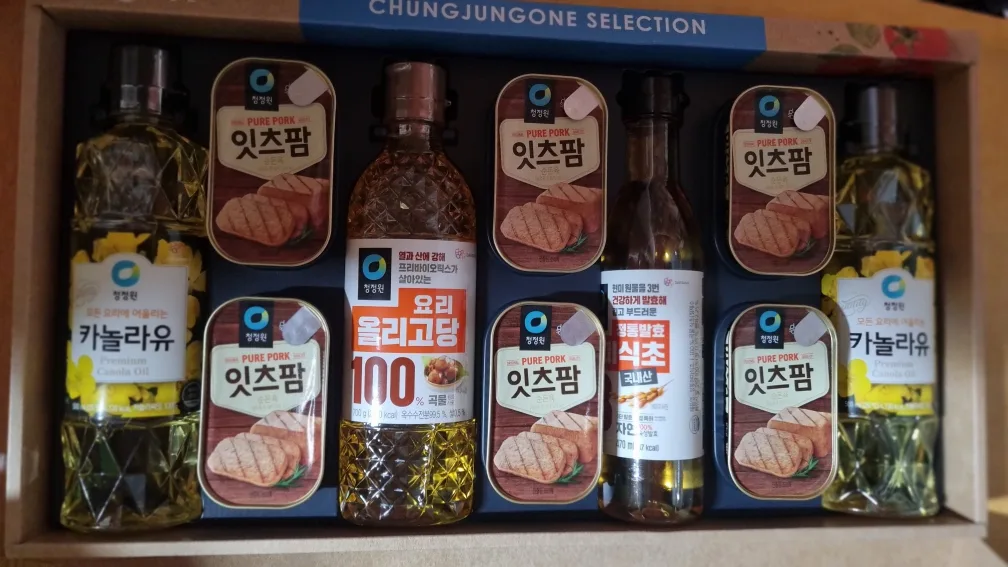 CHUNGJUNGONE SELECTION
청정원
모든 요리에 어울리는
카놀라유
Premium
Canola Oil
청정원
PURE PORK
잇츠팜
청정원
PURE PORK
잇츠팜
청정원
열과 산에 강해
프리바이오틱스가
살아있는
요리
올리고당
100% 곡물
청정원
PURE PORK
잇츠팜
청정원
PURE PORK
잇츠팜
현미 원물을 3번
건강하게 발효해
부드러운
정통발효
식초
국내산
자연
청정원
PURE PORK
잇츠팜
청정원
PURE PORK
잇츠팜
청정원
모든 요리에 어울리는
카놀라유
Premium
Canola Oil